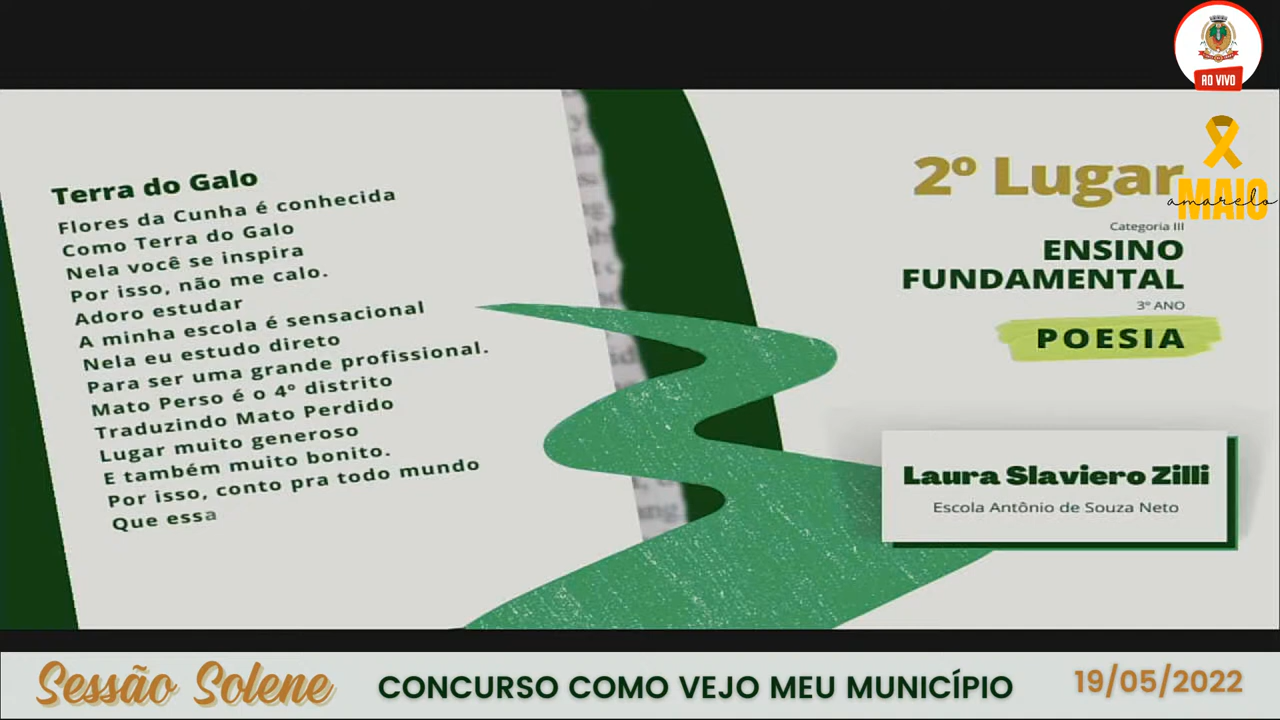 AO VIVO
MAIO
amarelo
Terra do Galo
Flores da Cunha é conhecida
Como Terra do Galo
Nela você se inspira
Por isso, não me calo.
Adoro estudar
A minha escola é sensacional
Nela eu estudo direto
Para ser uma grande profissional.
Mato Perso é o 4º distrito
Traduzindo Mato Perdido
Lugar muito generoso
E também muito bonito.
Por isso, conto pra todo mundo
Que essa
2º Lugar
Categoria III
ENSINO
FUNDAMENTAL
3º ANO
POESIA
Laura Slaviero Zilli
Escola Antônio de Souza Neto
Sessão Solene
CONCURSO COMO VEJO MEU MUNICÍPIO
19/05/2022